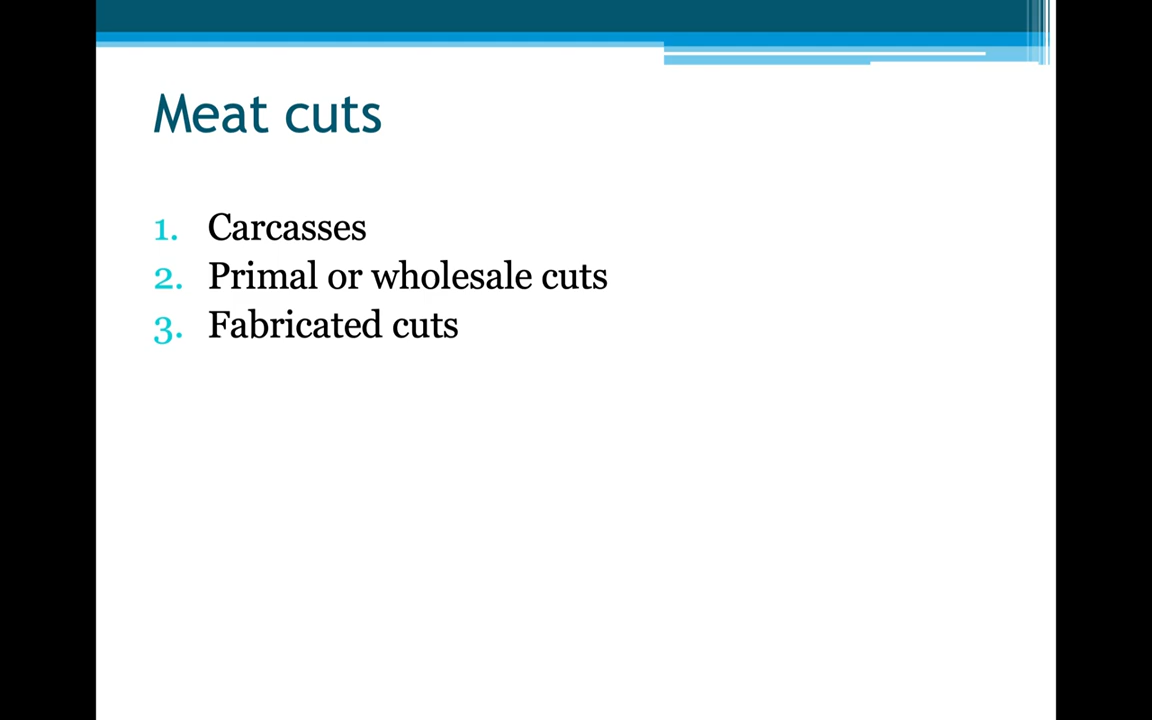 Meat cuts
1. Carcasses
2. Primal or wholesale cuts
3. Fabricated cuts